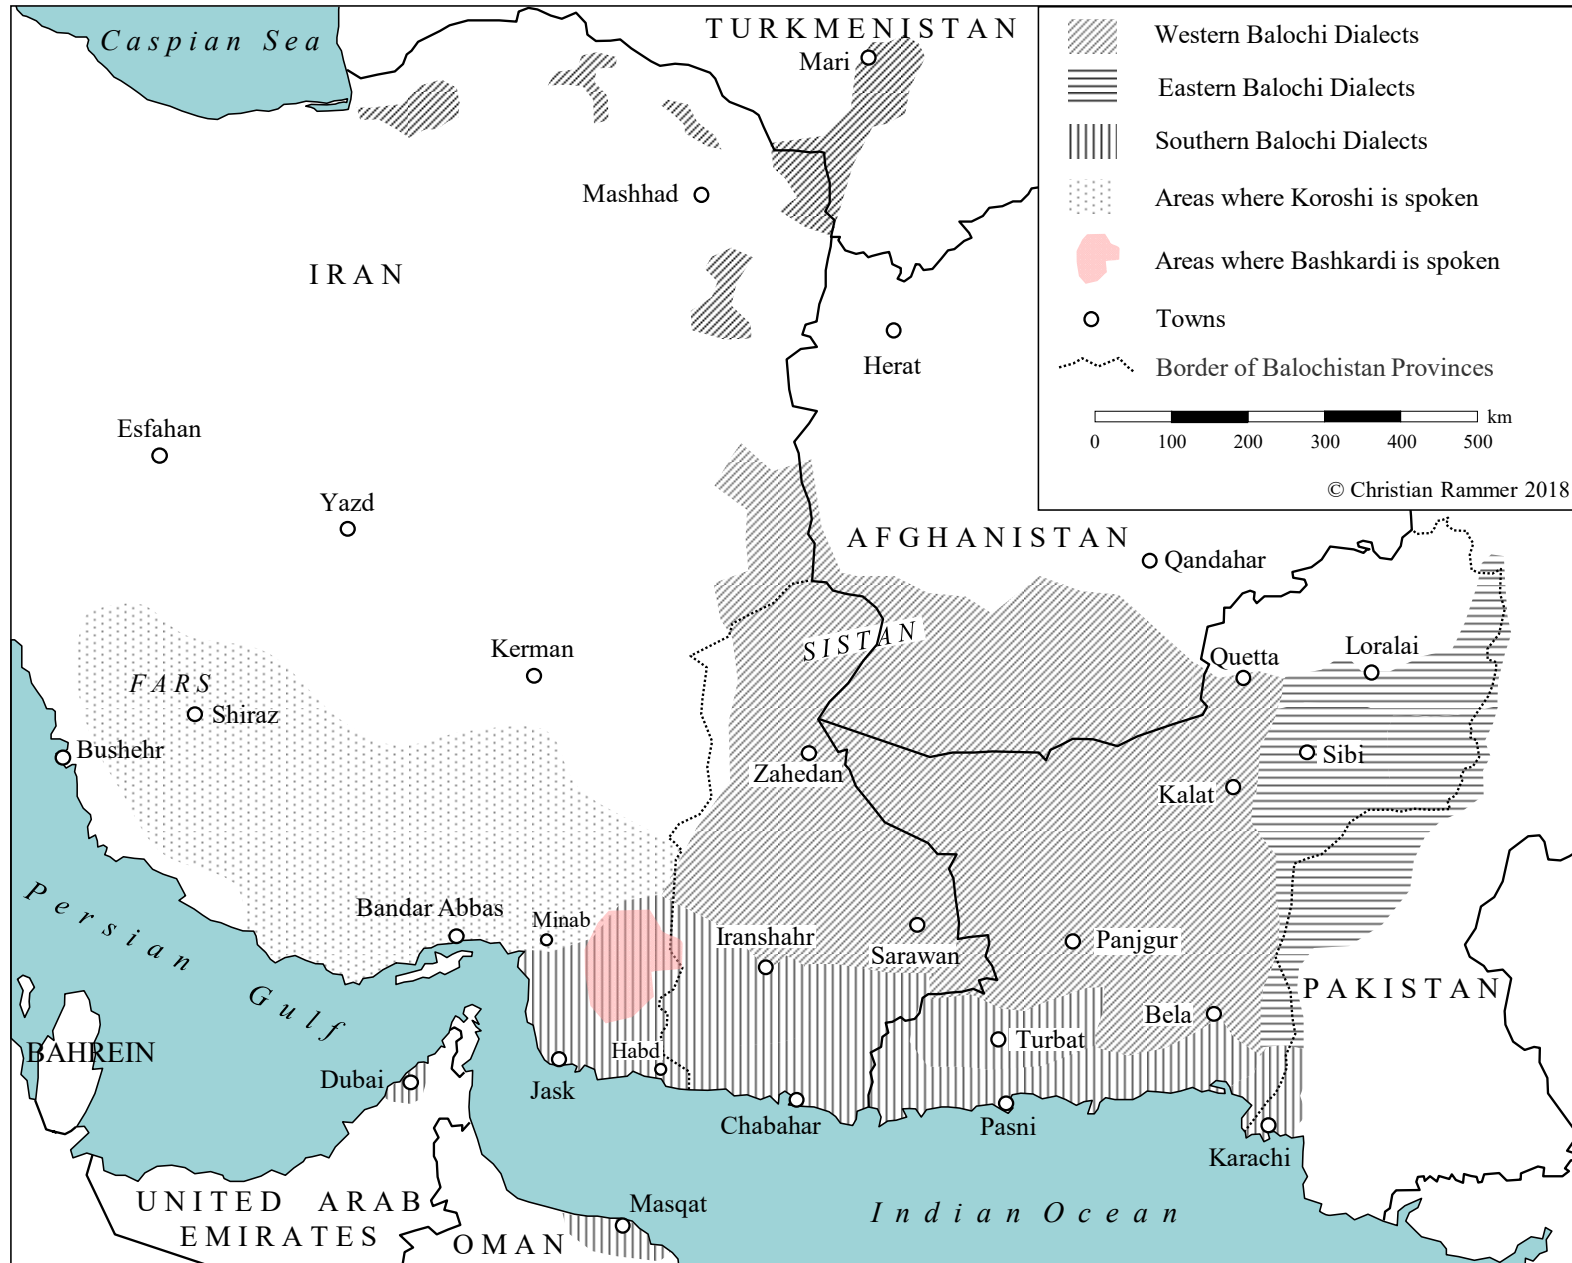 Caspian Sea
TURKMENISTAN
Mari
Western Balochi Dialects
Eastern Balochi Dialects
Southern Balochi Dialects
Areas where Koroshi is spoken
Areas where Bashkardi is spoken
Towns
Border of Balochistan Provinces
km
0 100 200 300 400 500
© Christian Rammer 2018
Mashhad
IRAN
Herat
Esfahan
Yazd
AFGHANISTAN
Qandahar
Kerman
SISTAN
Quetta
Loralai
FARS
Shiraz
Bushehr
Zahedan
Sibi
Kalat
Persian Gulf
Bandar Abbas
Minab
Iranshahr
Sarawan
Panjgur
PAKISTAN
Bela
Turbat
BAHREIN
Dubai
Habd
Jask
Chabahar
Pasni
Karachi
UNITED ARAB
EMIRATES
OMAN
Masqat
Indian Ocean